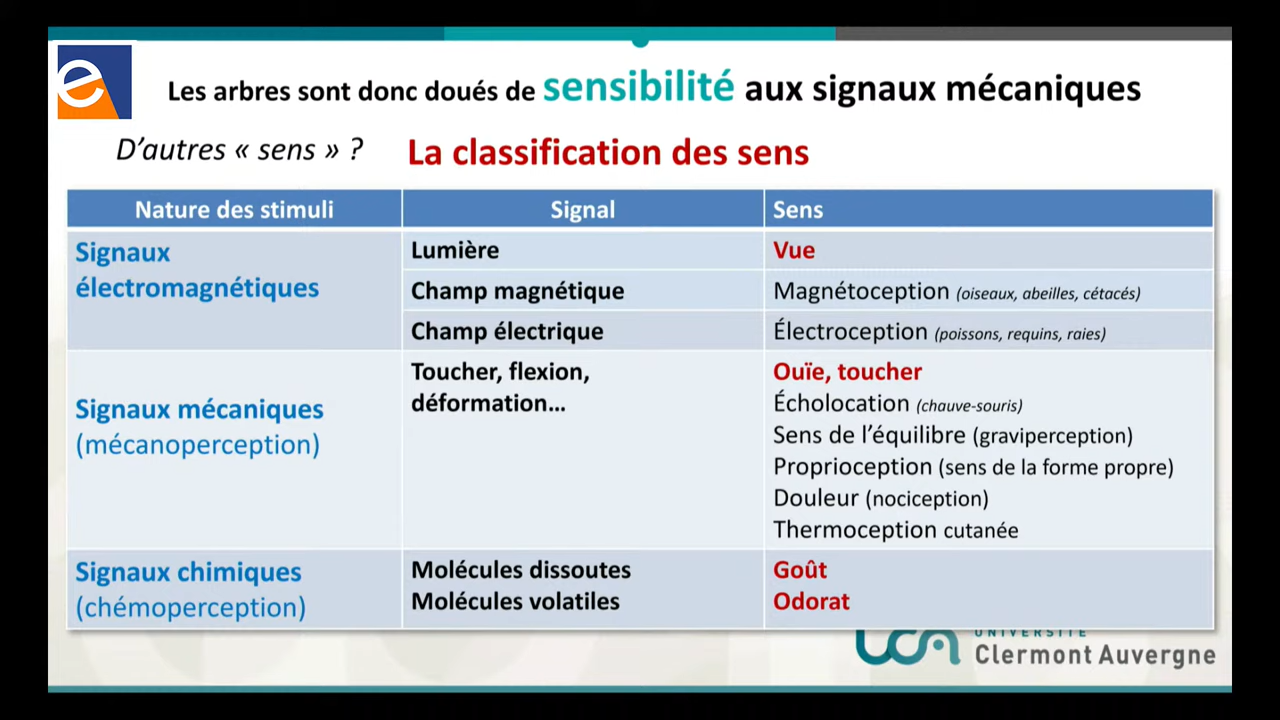 Les arbres sont donc doués de sensibilité aux signaux mécaniques
D'autres « sens » ? La classification des sens
Nature des stimuli Signal Sens
Signaux électromagnétiques
Lumière Vue
Champ magnétique Magnétoception (oiseaux, abeilles, cétacés)
Champ électrique Électroception (poissons, requins, raies)
Signaux mécaniques
(mécanoperception)
Toucher, flexion,
déformation...
Ouïe, toucher
Écholocation (chauve-souris)
Sens de l'équilibre (graviperception)
Proprioception (sens de la forme propre)
Douleur (nociception)
Thermoception cutanée
Signaux chimiques
(chémoperception)
Molécules dissoutes Goût
Molécules volatiles Odorat
UCA UNIVERSITÉ
Clermont Auvergne